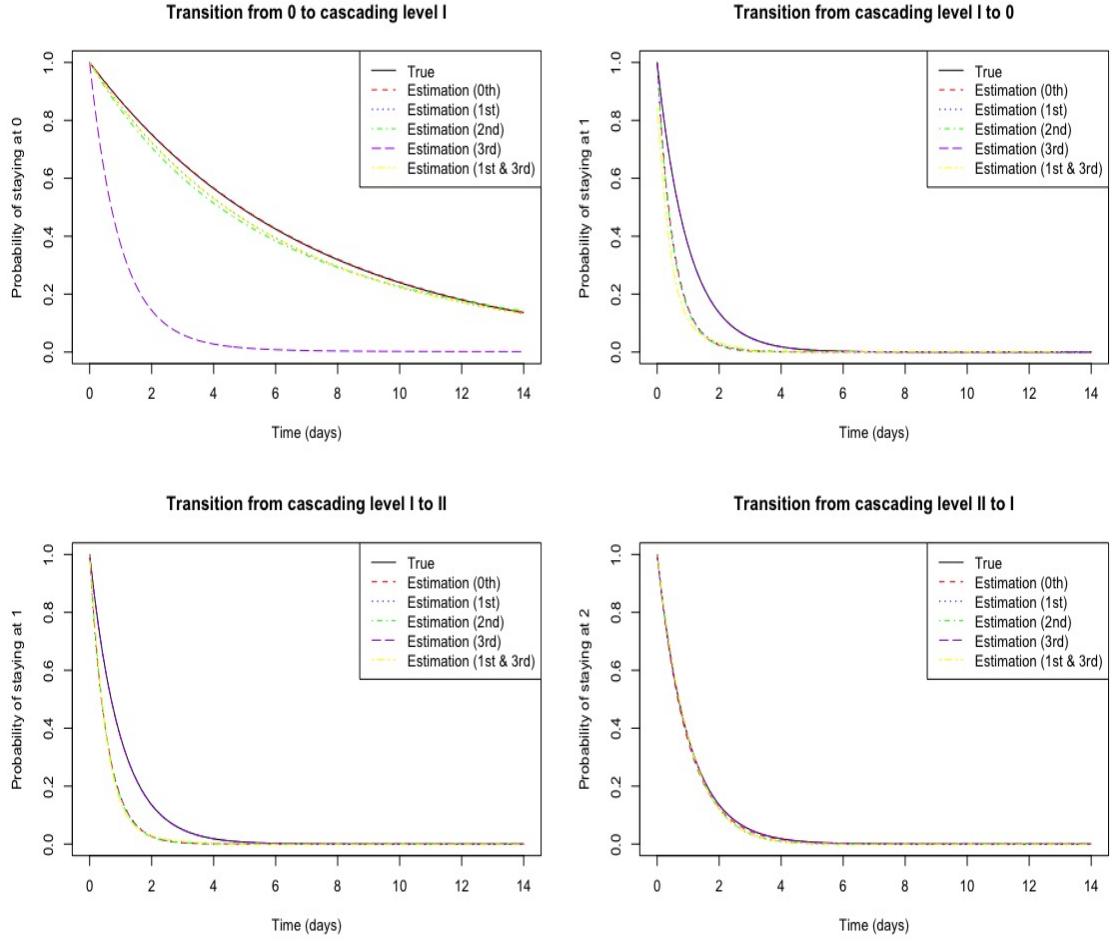 Transition from 0 to cascading level I
Probability of staying at 0
1.0
0.8
0.6
0.4
0.2
0.0
True
Estimation (0th)
Estimation (1st)
Estimation (2nd)
Estimation (3rd)
Estimation (1st & 3rd)
0 2 4 6 8 10 12 14
Time (days)
Transition from cascading level I to 0
Probability of staying at 1
1.0
0.8
0.6
0.4
0.2
0.0
True
Estimation (0th)
Estimation (1st)
Estimation (2nd)
Estimation (3rd)
Estimation (1st & 3rd)
0 2 4 6 8 10 12 14
Time (days)
Transition from cascading level I to II
Probability of staying at 1
1.0
0.8
0.6
0.4
0.2
0.0
True
Estimation (0th)
Estimation (1st)
Estimation (2nd)
Estimation (3rd)
Estimation (1st & 3rd)
0 2 4 6 8 10 12 14
Time (days)
Transition from cascading level II to I
Probability of staying at 2
1.0
0.8
0.6
0.4
0.2
0.0
True
Estimation (0th)
Estimation (1st)
Estimation (2nd)
Estimation (3rd)
Estimation (1st & 3rd)
0 2 4 6 8 10 12 14
Time (days)